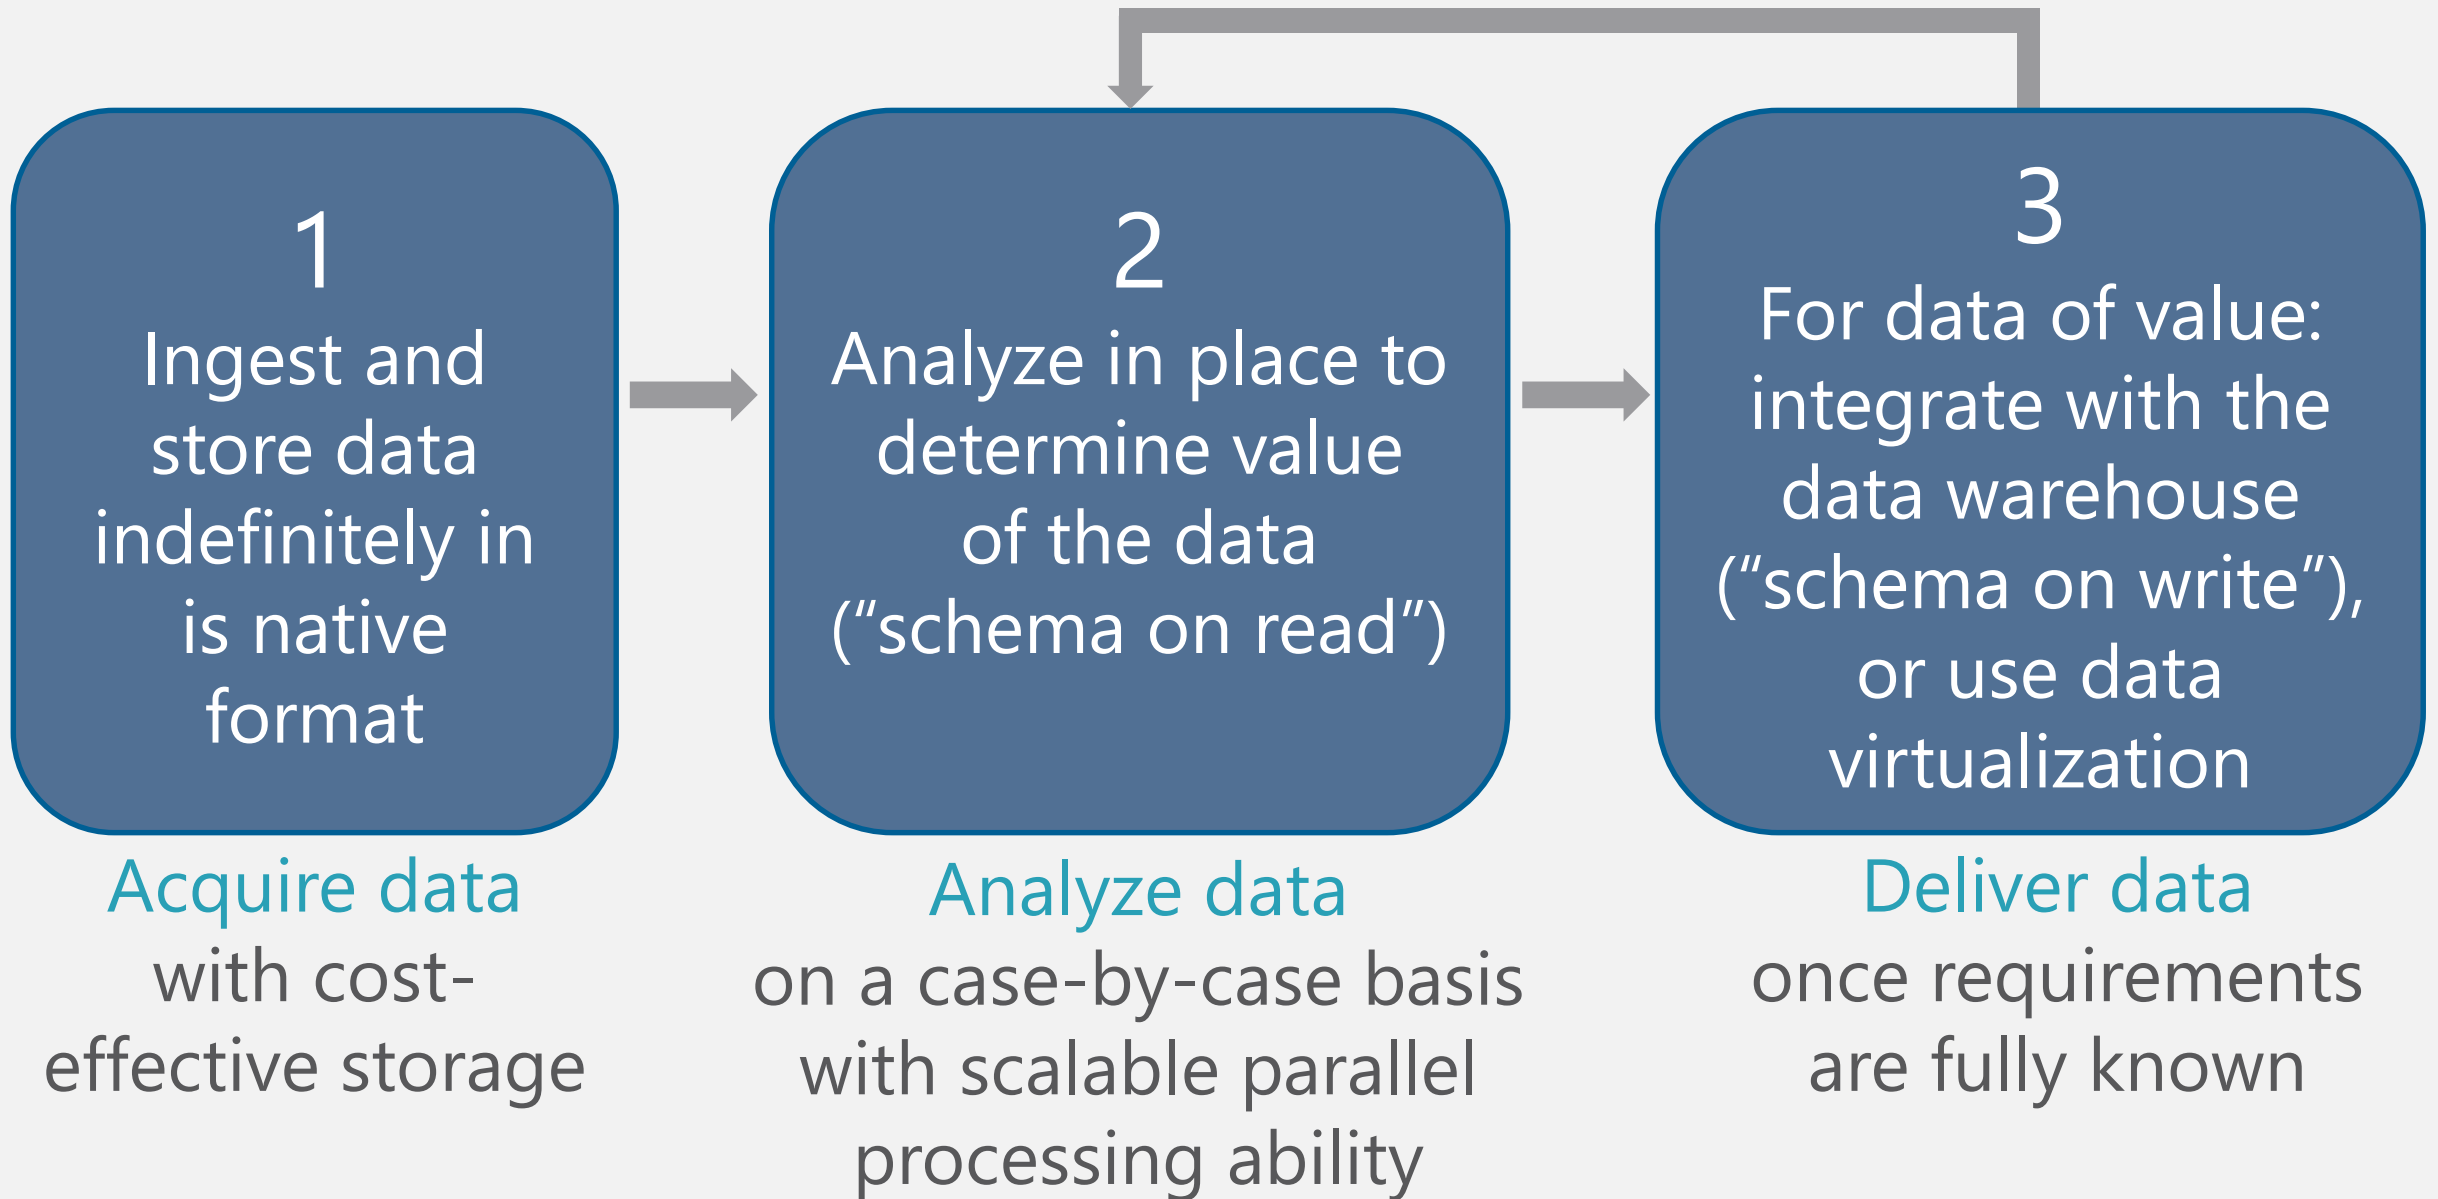 1
Ingest and
store data
indefinitely in
is native
format
Acquire data
with cost-
effective storage
2
Analyze in place to
determine value
of the data
(“schema on read”)
Analyze data
on a case-by-case basis
with scalable parallel
processing ability
3
For data of value:
integrate with the
data warehouse
(“schema on write”),
or use data
virtualization
Deliver data
once requirements
are fully known